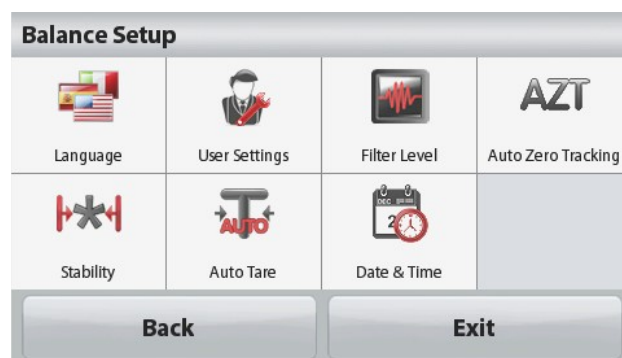 Balance Setup
AZT
Language
User Settings
Filter Level
Auto Zero Tracking
AUTO
DEC
2
Stability
Auto Tare
Date & Time
Back
Exit